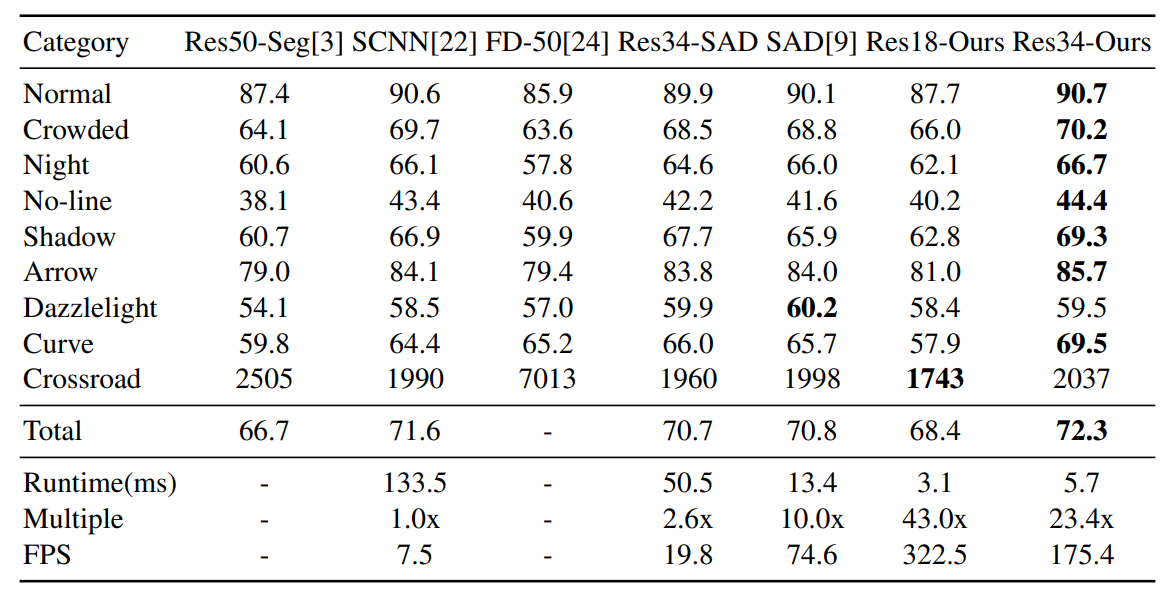 Category Res50-Seg[3] SCNN[22] FD-50[24] Res34-SAD SAD[9] Res18-Ours Res34-Ours
Normal 87.4 90.6 85.9 89.9 90.1 87.7 90.7
Crowded 64.1 69.7 63.6 68.5 68.8 66.0 70.2
Night 60.6 66.1 57.8 64.6 66.0 62.1 66.7
No-line 38.1 43.4 40.6 42.2 41.6 40.2 44.4
Shadow 60.7 66.9 59.9 67.7 65.9 62.8 69.3
Arrow 79.0 84.1 79.4 83.8 84.0 81.0 85.7
Dazzlelight 54.1 58.5 57.0 59.9 60.2 58.4 59.5
Curve 59.8 64.4 65.2 66.0 65.7 57.9 69.5
Crossroad 2505 1990 7013 1960 1998 1743 2037
Total 66.7 71.6 - 70.7 70.8 68.4 72.3
Runtime(ms) - 133.5 - 50.5 13.4 3.1 5.7
Multiple - 1.0x - 2.6x 10.0x 43.0x 23.4x
FPS - 7.5 - 19.8 74.6 322.5 175.4